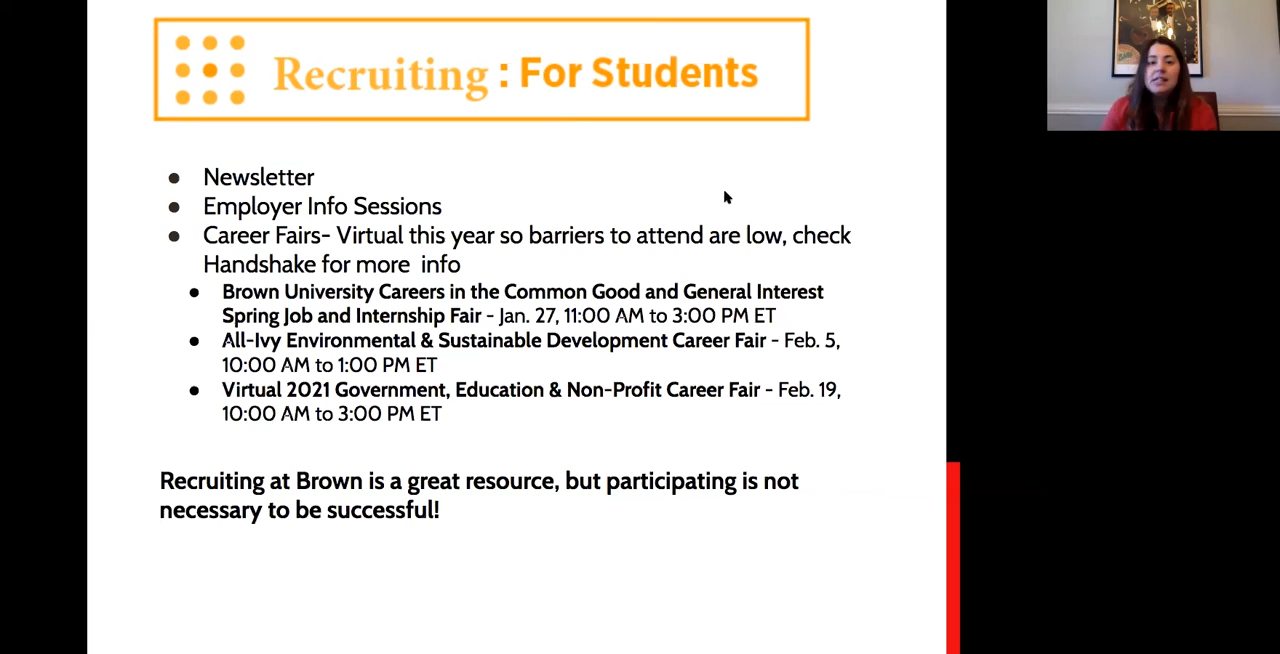 Recruiting : For Students
● Newsletter
● Employer Info Sessions
● Career Fairs- Virtual this year so barriers to attend are low, check
Handshake for more info
● Brown University Careers in the Common Good and General Interest
Spring Job and Internship Fair - Jan. 27, 11:00 AM to 3:00 PM ET
● All-Ivy Environmental & Sustainable Development Career Fair - Feb. 5,
10:00 AM to 1:00 PM ET
● Virtual 2021 Government, Education & Non-Profit Career Fair - Feb. 19,
10:00 AM to 3:00 PM ET
Recruiting at Brown is a great resource, but participating is not
necessary to be successful!